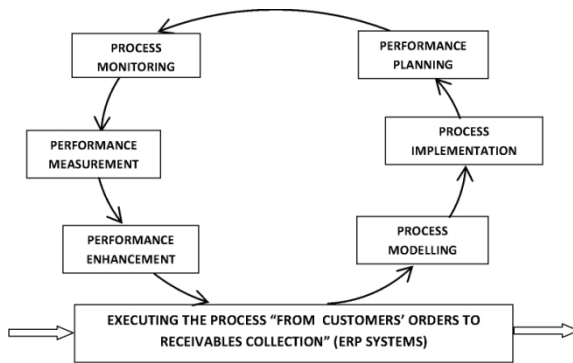 PROCESS
MONITORING
PERFORMANCE
PLANNING
PERFORMANCE
MEASUREMENT
PROCESS
IMPLEMENTATION
PERFORMANCE
ENHANCEMENT
PROCESS
MODELLING
EXECUTING THE PROCESS “FROM CUSTOMERS’ ORDERS TO
RECEIVABLES COLLECTION” (ERP SYSTEMS)